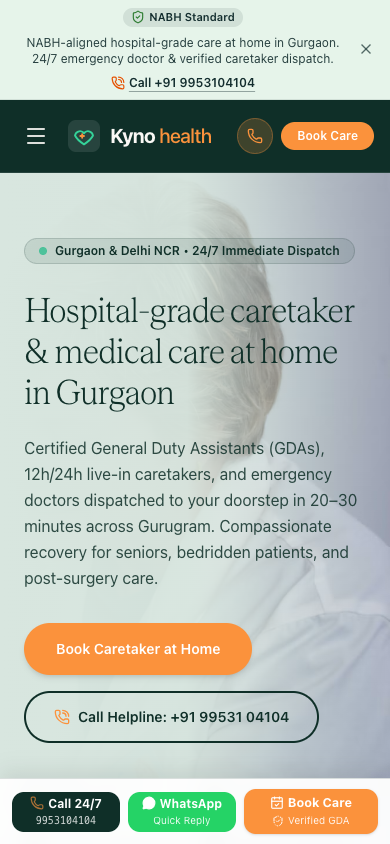 NABH Standard
NABH-aligned hospital-grade care at home in Gurgaon.
24/7 emergency doctor & verified caretaker dispatch.
Call +91 9953104104
Kyno health
Book Care
Gurgaon & Delhi NCR • 24/7 Immediate Dispatch
Hospital-grade caretaker
& medical care at home
in Gurgaon
Certified General Duty Assistants (GDAs),
12h/24h live-in caretakers, and emergency
doctors dispatched to your doorstep in 20–30
minutes across Gurugram. Compassionate
recovery for seniors, bedridden patients, and
post-surgery care.
Book Caretaker at Home
Call Helpline: +91 99531 04104
Call 24/7
9953104104
WhatsApp
Quick Reply
Book Care
Verified GDA